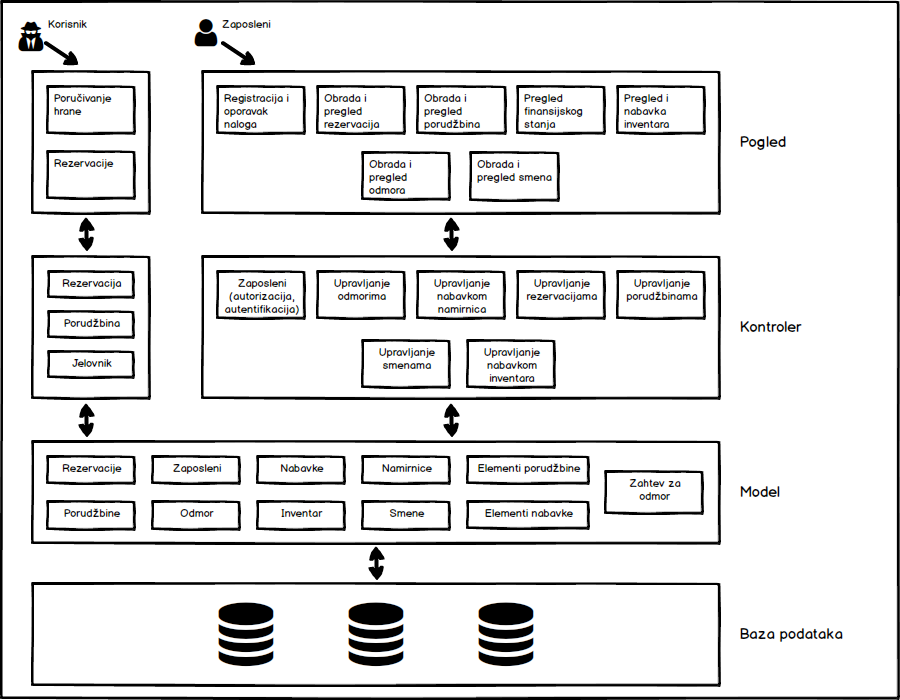 Korisnik
Zaposleni
Poručivanje
hrane
Rezervacije
Registracija i
oporavak
naloga
Obrada i
pregled
rezervacija
Obrada i
pregled
porudžbina
Pregled
finansijskog
stanja
Pregled i
nabavka
inventara
Obrada i
pregled
odmora
Obrada i
pregled smena
Pogled
Rezervacija
Porudžbina
Jelovnik
Zaposleni
(autorizacija,
autentifikacija)
Upravljanje
odmorima
Upravljanje
nabavkom
namirnica
Upravljanje
rezervacijama
Upravljanje
porudžbinama
Upravljanje
smenama
Upravljanje
nabavkom
inventara
Kontroler
Rezervacije
Zaposleni
Nabavke
Namirnice
Elementi porudžbine
Zahtev za
odmor
Porudžbine
Odmor
Inventar
Smene
Elementi nabavke
Model
Baza podataka